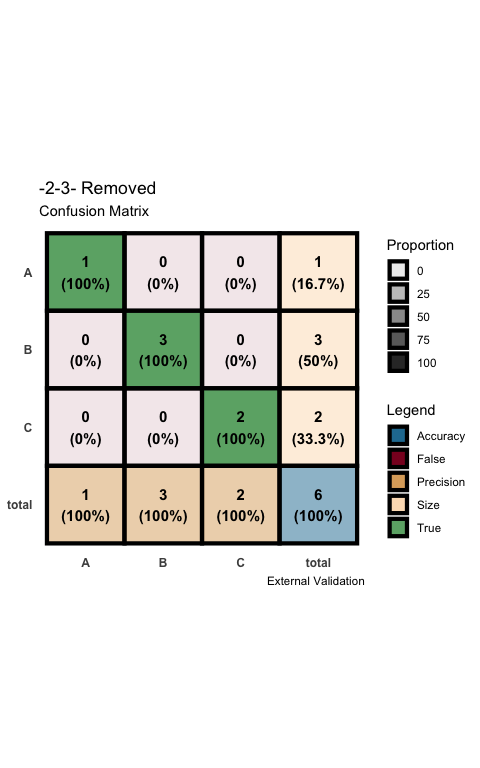 -2-3- Removed
Confusion Matrix
A
1
(100%)
0
(0%)
0
(0%)
1
(16.7%)
B
0
(0%)
3
(100%)
0
(0%)
3
(50%)
C
0
(0%)
0
(0%)
2
(100%)
2
(33.3%)
total
1
(100%)
3
(100%)
2
(100%)
6
(100%)
A
B
C
total
External Validation
Proportion
0
25
50
75
100
Legend
Accuracy
False
Precision
Size
True